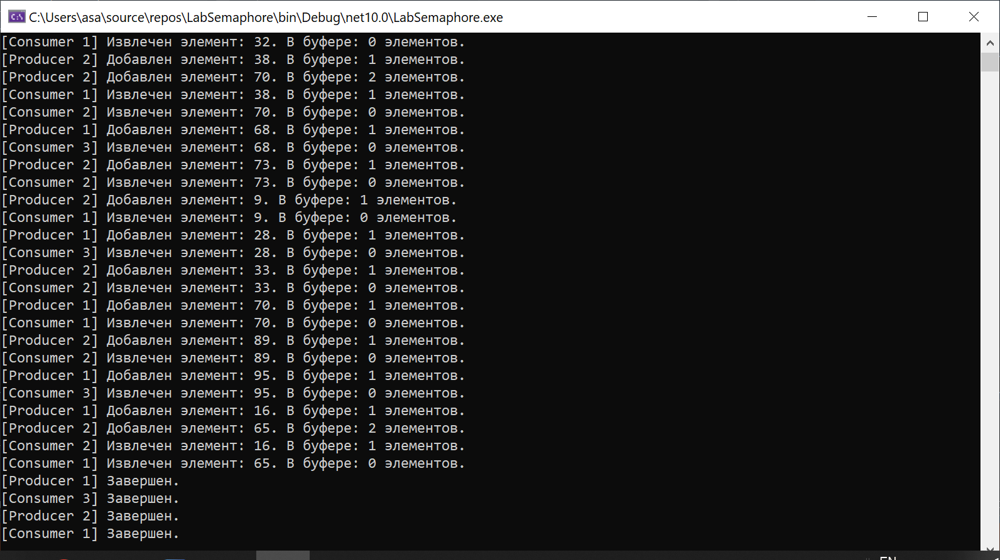 C:\Users\asa\source\repos\LabSemaphore\bin\Debug\net10.0\LabSemaphore.exe
[Consumer 1] Извлечен элемент: 32. В буфере: 0 элементов.
[Producer 2] Добавлен элемент: 38. В буфере: 1 элементов.
[Producer 2] Добавлен элемент: 70. В буфере: 2 элементов.
[Consumer 1] Извлечен элемент: 38. В буфере: 1 элементов.
[Consumer 2] Извлечен элемент: 70. В буфере: 0 элементов.
[Producer 1] Добавлен элемент: 68. В буфере: 1 элементов.
[Consumer 3] Извлечен элемент: 68. В буфере: 0 элементов.
[Producer 2] Добавлен элемент: 73. В буфере: 1 элементов.
[Consumer 2] Извлечен элемент: 73. В буфере: 0 элементов.
[Producer 2] Добавлен элемент: 9. В буфере: 1 элементов.
[Consumer 1] Извлечен элемент: 9. В буфере: 0 элементов.
[Producer 1] Добавлен элемент: 28. В буфере: 1 элементов.
[Consumer 3] Извлечен элемент: 28. В буфере: 0 элементов.
[Producer 2] Добавлен элемент: 33. В буфере: 1 элементов.
[Consumer 2] Извлечен элемент: 33. В буфере: 0 элементов.
[Producer 1] Добавлен элемент: 70. В буфере: 1 элементов.
[Consumer 1] Извлечен элемент: 70. В буфере: 0 элементов.
[Producer 2] Добавлен элемент: 89. В буфере: 1 элементов.
[Consumer 2] Извлечен элемент: 89. В буфере: 0 элементов.
[Producer 1] Добавлен элемент: 95. В буфере: 1 элементов.
[Consumer 3] Извлечен элемент: 95. В буфере: 0 элементов.
[Producer 1] Добавлен элемент: 16. В буфере: 1 элементов.
[Producer 2] Добавлен элемент: 65. В буфере: 2 элементов.
[Consumer 2] Извлечен элемент: 16. В буфере: 1 элементов.
[Consumer 1] Извлечен элемент: 65. В буфере: 0 элементов.
[Producer 1] Завершен.
[Consumer 3] Завершен.
[Producer 2] Завершен.
[Consumer 1] Завершен.
EN